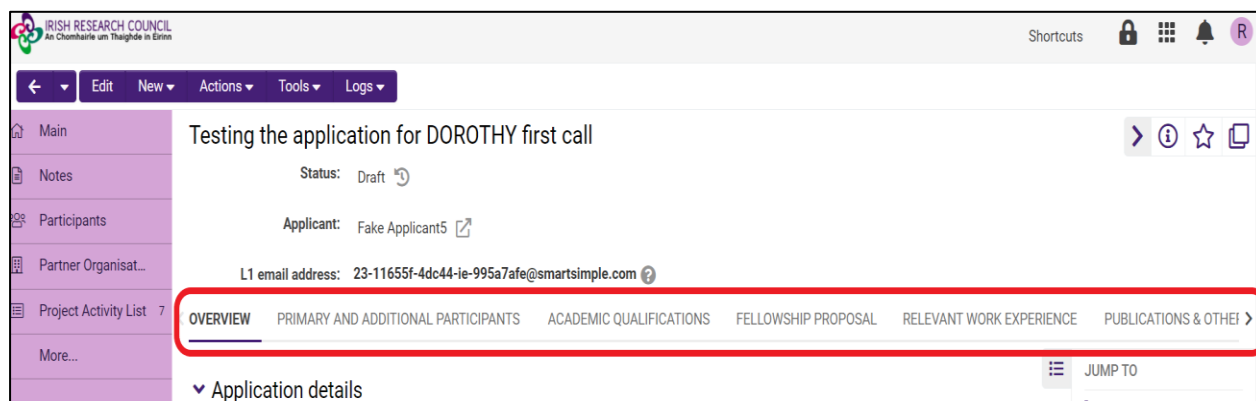 IRISH RESEARCH COUNCIL
An Chomhairle um Thaighde in Éirinn
Shortcuts
R
Edit New Actions Tools Logs
Main
Notes
Participants
Partner Organisat...
Project Activity List 7
More...
Testing the application for DOROTHY first call
Status: Draft
Applicant: Fake Applicant5
L1 email address: 23-11655f-4dc44-ie-995a7afe@smartsimple.com
OVERVIEW PRIMARY AND ADDITIONAL PARTICIPANTS ACADEMIC QUALIFICATIONS FELLOWSHIP PROPOSAL RELEVANT WORK EXPERIENCE PUBLICATIONS & OTHER
JUMP TO
Application details